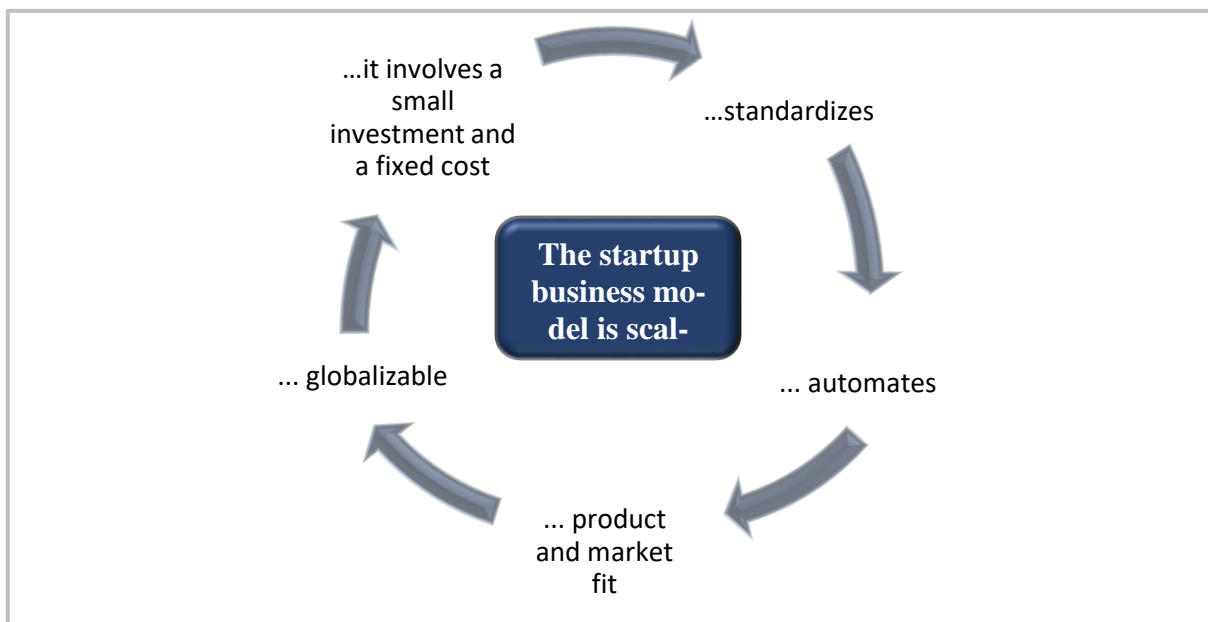 ...it involves a
small
investment and
a fixed cost
...standardizes
The startup
business mo-
del is scal-
... globalizable
... automates
... product
and market
fit